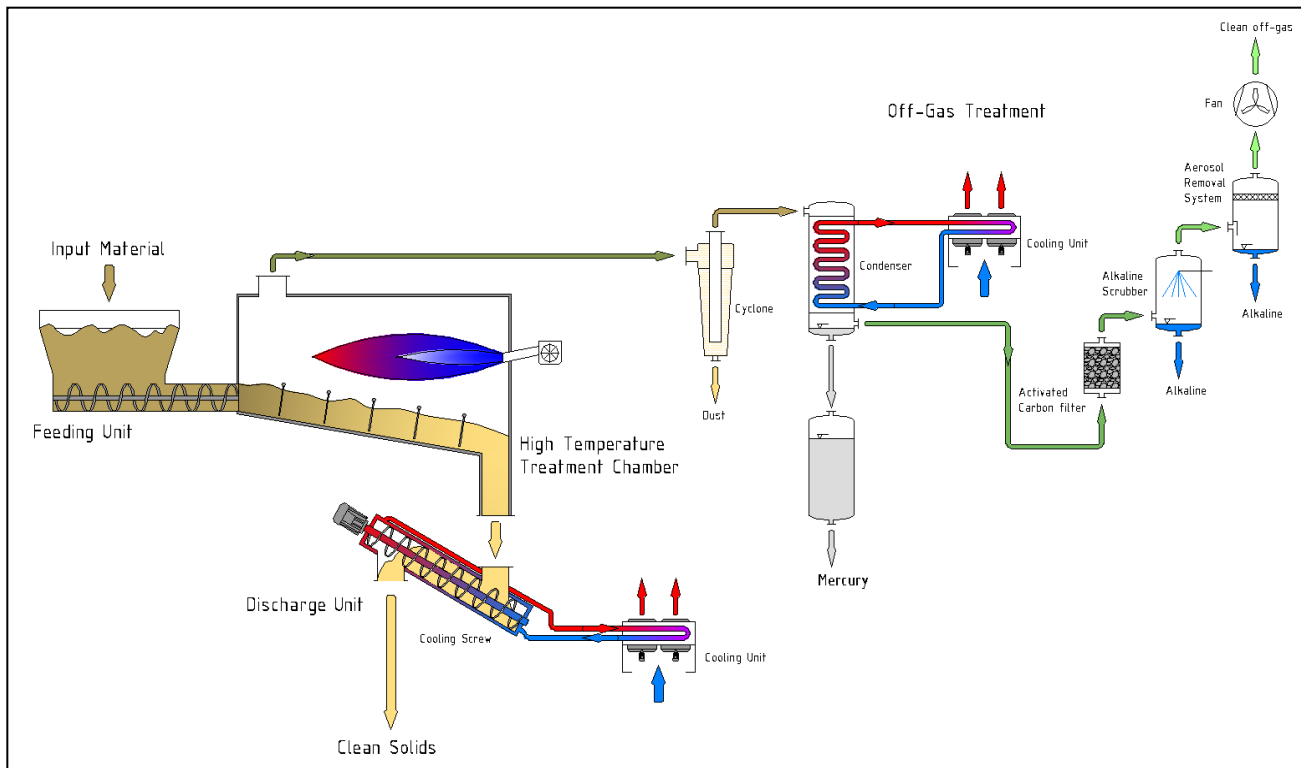 Clean off-gas
Fan
Off-Gas Treatment
Aerosol
Removal
System
Input Material
Cooling Unit
Condenser
Alkaline
Scrubber
Cyclone
Alkaline
Activated
Carbon filter
Alkaline
Dust
Feeding Unit
High Temperature
Treatment Chamber
Mercury
Discharge Unit
Cooling Screw
Cooling Unit
Clean Solids